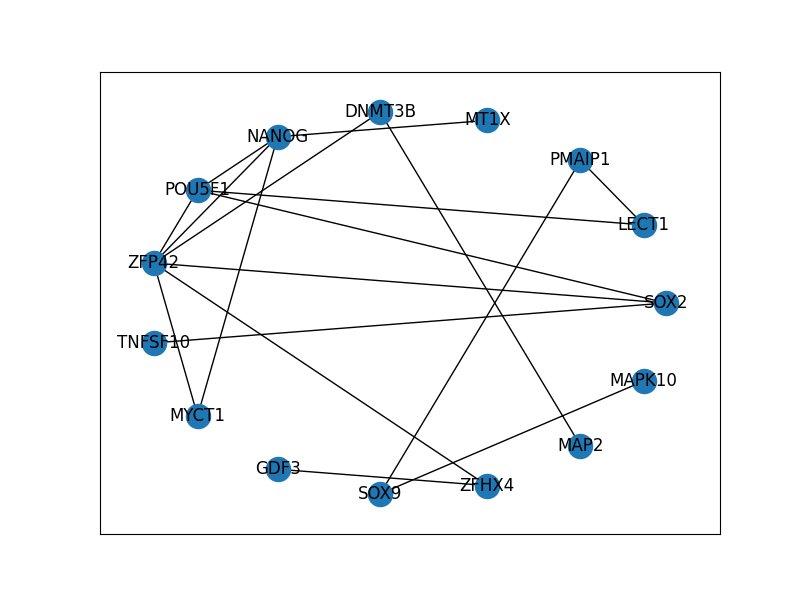 DNMT3B
MT1X
NANOG
PMAIP1
POU5F1
LECT1
ZFP42
SOX2
TNFSF10
MAPK10
MYCT1
MAP2
GDF3
ZFHX4
SOX9